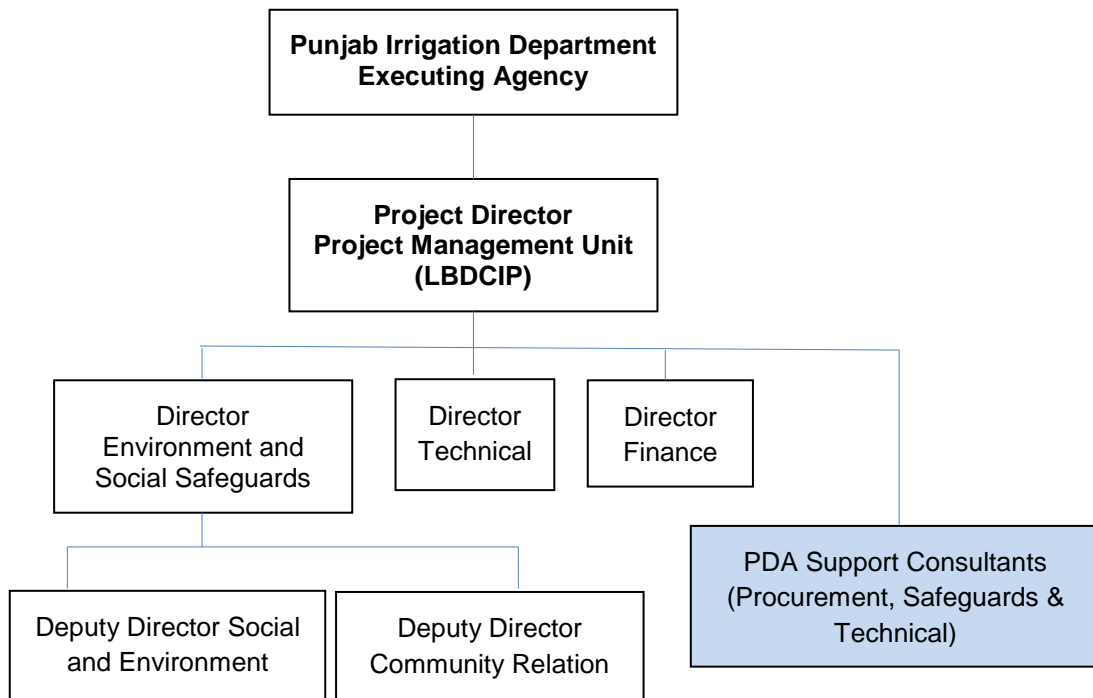 Punjab Irrigation Department
Executing Agency
Project Director
Project Management Unit
(LBDCIP)
Director
Environment and
Social Safeguards
Director
Technical
Director
Finance
PDA Support Consultants
(Procurement, Safeguards &
Technical)
Deputy Director Social
and Environment
Deputy Director
Community Relation